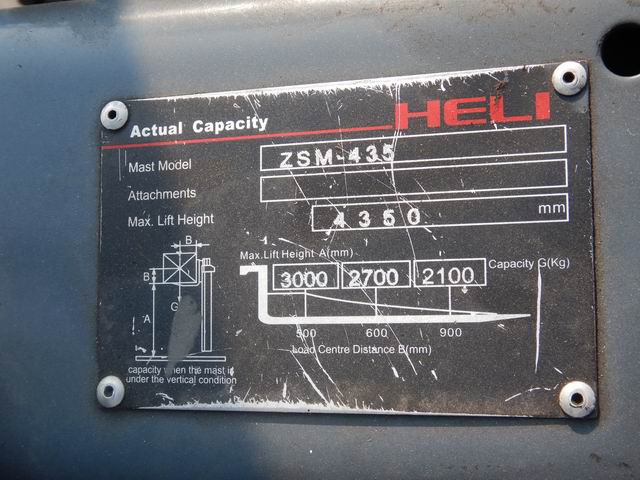 HELI
Actual Capacity
Mast Model ZSM-435
Attachments
Max. Lift Height 4350 mm
Max.Lift Height A(mm)
3000 2700 2100 Capacity G(Kg)
500 600 900
Load Centre Distance B(mm)
B
B
G
A
capacity when the mast is
under the vertical condition